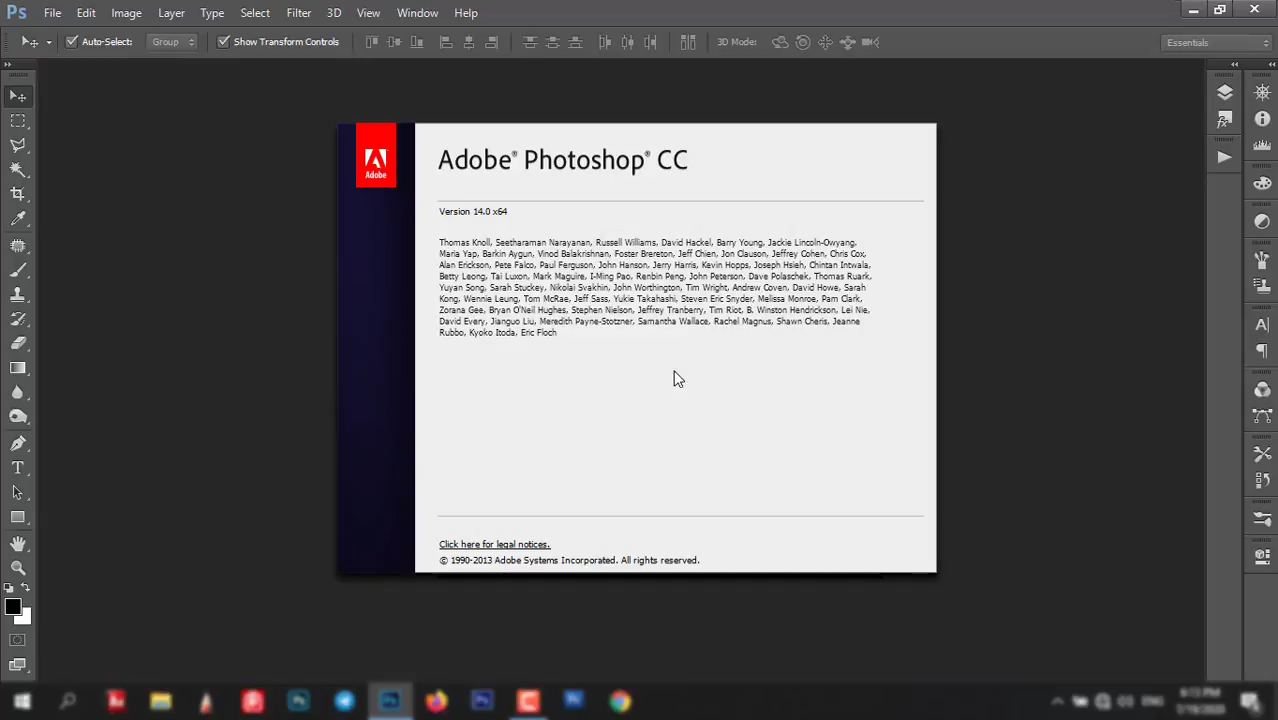 Ps File Edit Image Layer Type Select Filter 3D View Window Help
Auto-Select: Group Show Transform Controls 3D Mode: Essentials
Adobe
Adobe® Photoshop® CC
Version 14.0 x64
Thomas Knoll, Seetharaman Narayanan, Russell Williams, David Hackel, Barry Young, Jackie Lincoln-Owyang,
Maria Yap, Barkin Aygun, Vinod Balakrishnan, Foster Brereton, Jeff Chien, Jon Clauson, Jeffrey Cohen, Chris Cox,
Alan Erickson, Pete Falco, Paul Ferguson, John Hanson, Jerry Harris, Kevin Hopps, Joseph Hsieh, Chintan Intwala,
Betty Leong, Tai Luxon, Mark Maguire, I-Ming Pao, Renbin Peng, John Peterson, Dave Polaschek, Thomas Ruark,
Yuyan Song, Sarah Stuckey, Nikolai Svakhin, John Worthington, Tim Wright, Andrew Coven, David Howe, Sarah
Kong, Wennie Leung, Tom McRae, Jeff Sass, Yukie Takahashi, Steven Eric Snyder, Melissa Monroe, Pam Clark,
Zorana Gee, Bryan O'Neil Hughes, Stephen Nielson, Jeffrey Tranberry, Tim Riot, B. Winston Hendrickson, Lei Nie,
David Every, Jianguo Liu, Meredith Payne-Stotzner, Samantha Wallace, Rachel Magnus, Shawn Cheris, Jeanne
Rubbo, Kyoko Itoda, Eric Floch
Click here for legal notices.
© 1990-2013 Adobe Systems Incorporated. All rights reserved.
ENG